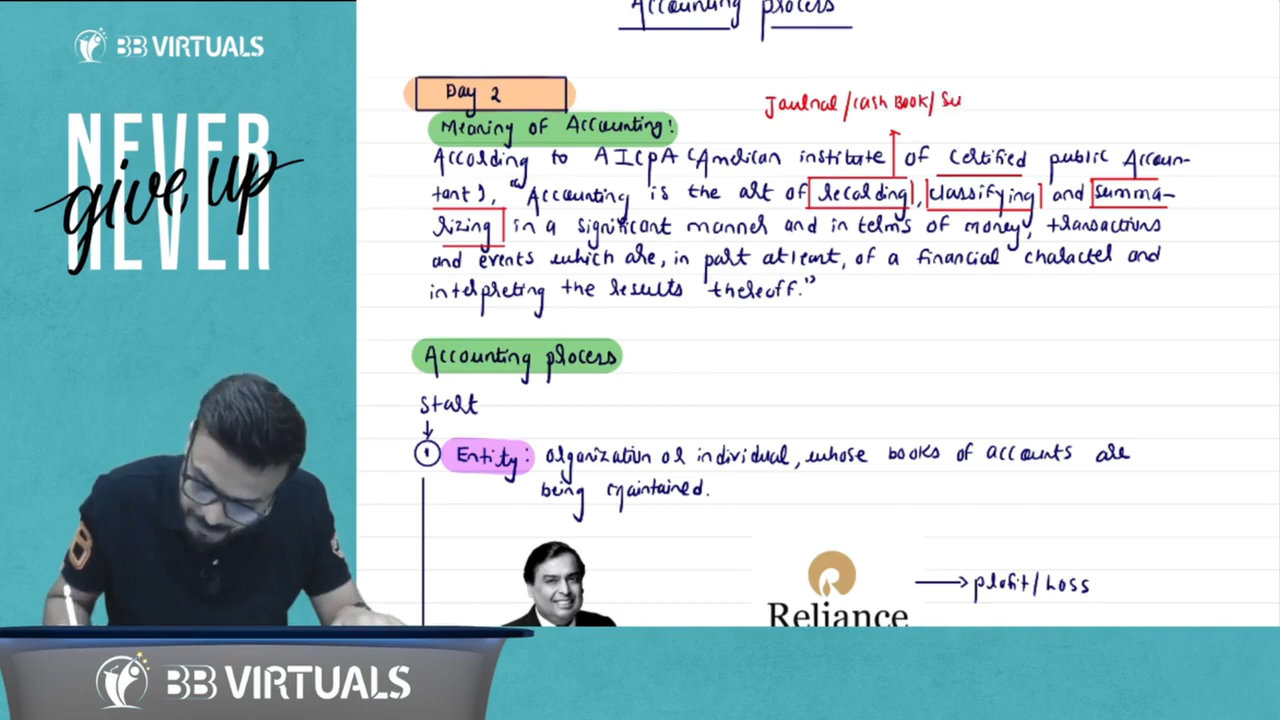 Accounting process
BB VIRTUALS
NEVER
give up
NEVER
Day 2
Journal/cash Book/Su
Meaning of Accounting:
According to AICPA (American institute of certified public Accoun-
tant), "Accounting is the art of recording, classifying and summa-
rizing in a significant manner and in terms of money, transactions
and events which are, in part atleast, of a financial character and
interpreting the results thereoff."
Accounting process
Start
1 Entity: organization or individual, whose books of accounts are
being maintained.
Reliance → profit/Loss
BB VIRTUALS